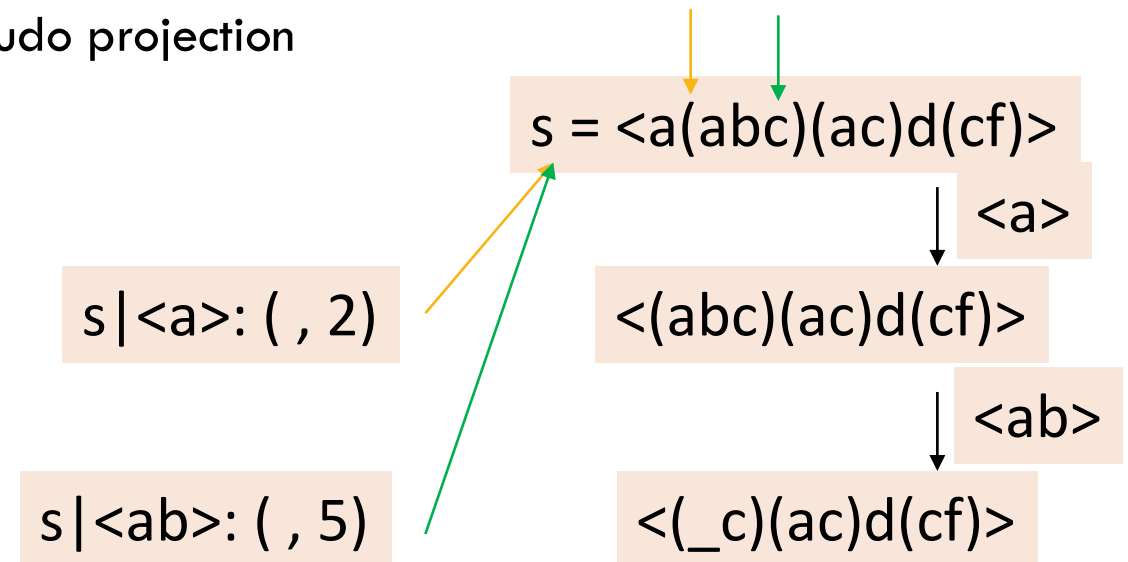 udo projection
s = <a(abc)(ac)d(cf)>
<a>
s|<a>: ( , 2)
<(abc)(ac)d(cf)>
<ab>
s|<ab>: ( , 5)
<(_c)(ac)d(cf)>